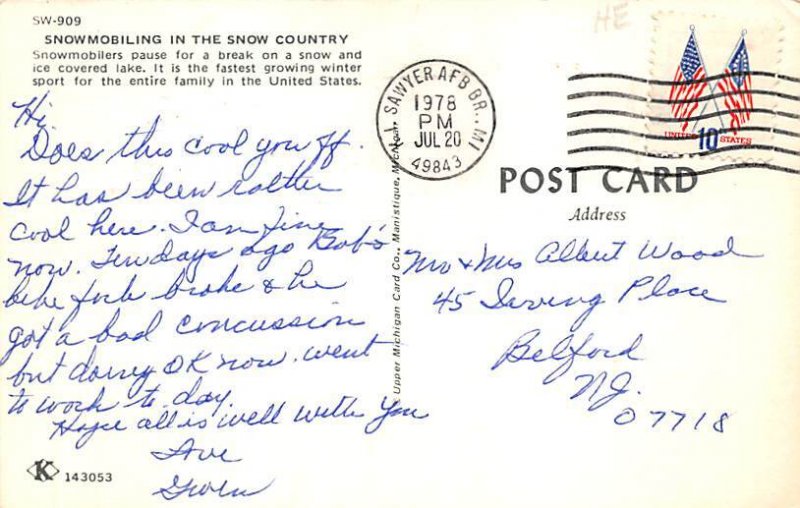 SW-909
SNOWMOBILING IN THE SNOW COUNTRY
Snowmobilers pause for a break on a snow and
ice covered lake. It is the fastest growing winter
sport for the entire family in the United States.
Hi,
Does this cool you off.
It has been rather
cool here. I am fine
now. Few days ago Bob's
bike fork broke & he
got a bad concussion
but doing OK now. went
to work to-day.
Hope all is well with you
Love
Gwen
K 143053
Upper Michigan Card Co., Manistique, Michigan.
K.I. SAWYER AFB BR., MI
1978
PM
JUL 20
49843
HE
UNITED 10 STATES
POST CARD
Address
Mr & Mrs Albert Wood
45 Irving Place
Belford
NJ.
07718